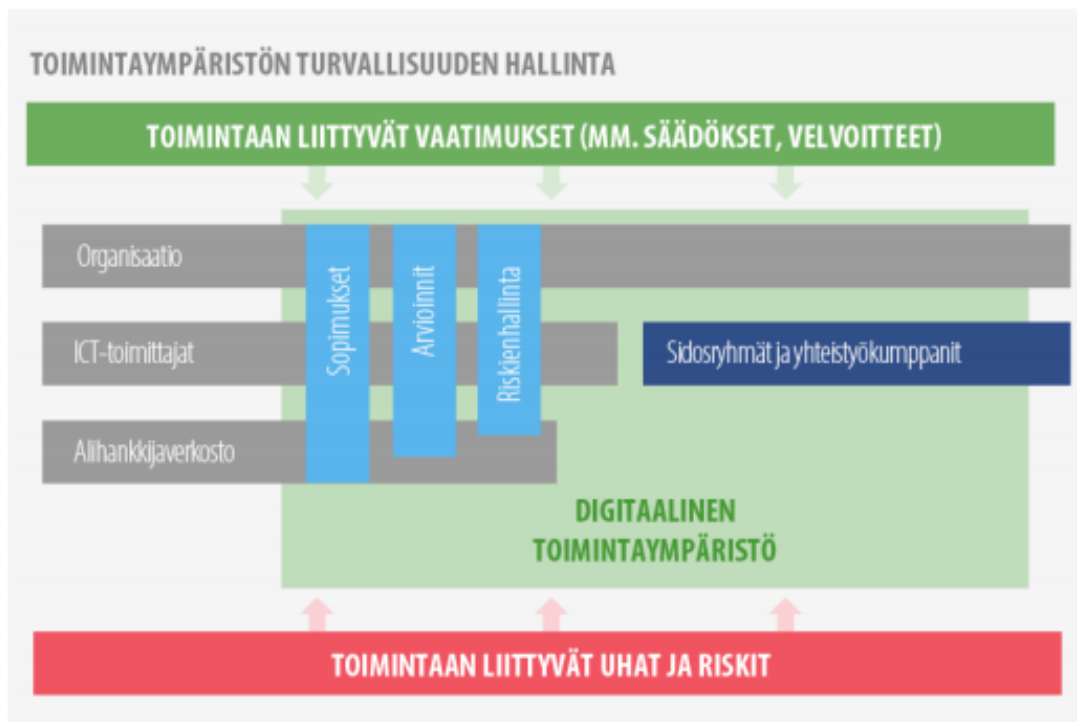 TOIMINTAYMPÄRISTÖN TURVALLISUUDEN HALLINTA
TOIMINTAAN LIITTYVÄT VAATIMUKSET (MM. SÄÄDÖKSET, VELVOITTEET)
Organisaatio
ICT-toimittajat
Alihankkijaverkosto
Sopimukset
Arvioinnit
Riskienhallinta
Sidosryhmät ja yhteistyökumppanit
DIGITAALINEN
TOIMINTAYMPÄRISTÖ
TOIMINTAAN LIITTYVÄT UHAT JA RISKIT